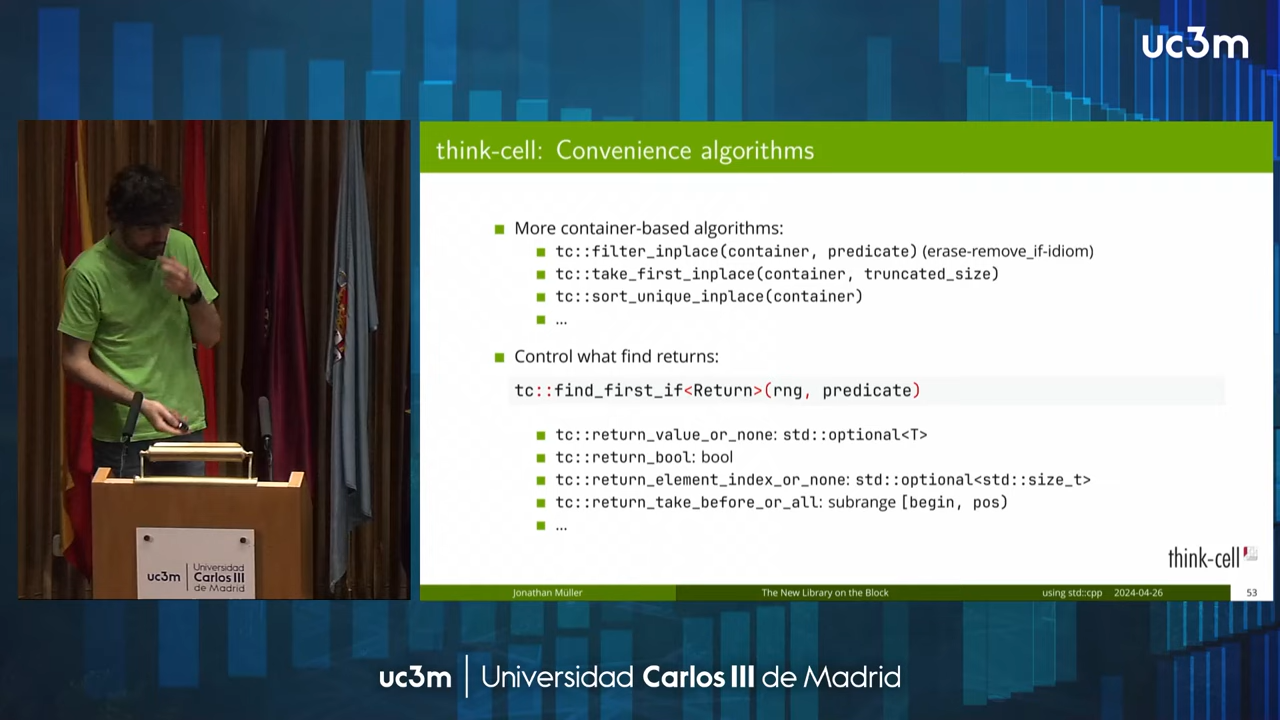 uc3m
think-cell: Convenience algorithms
More container-based algorithms:
tc::filter_inplace(container, predicate) (erase-remove_if-idiom)
tc::take_first_inplace(container, truncated_size)
tc::sort_unique_inplace(container)
...
Control what find returns:
tc::find_first_if<Return>(rng, predicate)
tc::return_value_or_none: std::optional<T>
tc::return_bool: bool
tc::return_element_index_or_none: std::optional<std::size_t>
tc::return_take_before_or_all: subrange [begin, pos)
...
think-cell
Jonathan Müller The New Library on the Block using std::cpp 2024-04-26 53
uc3m Universidad
Carlos III
de Madrid
uc3m | Universidad Carlos III de Madrid